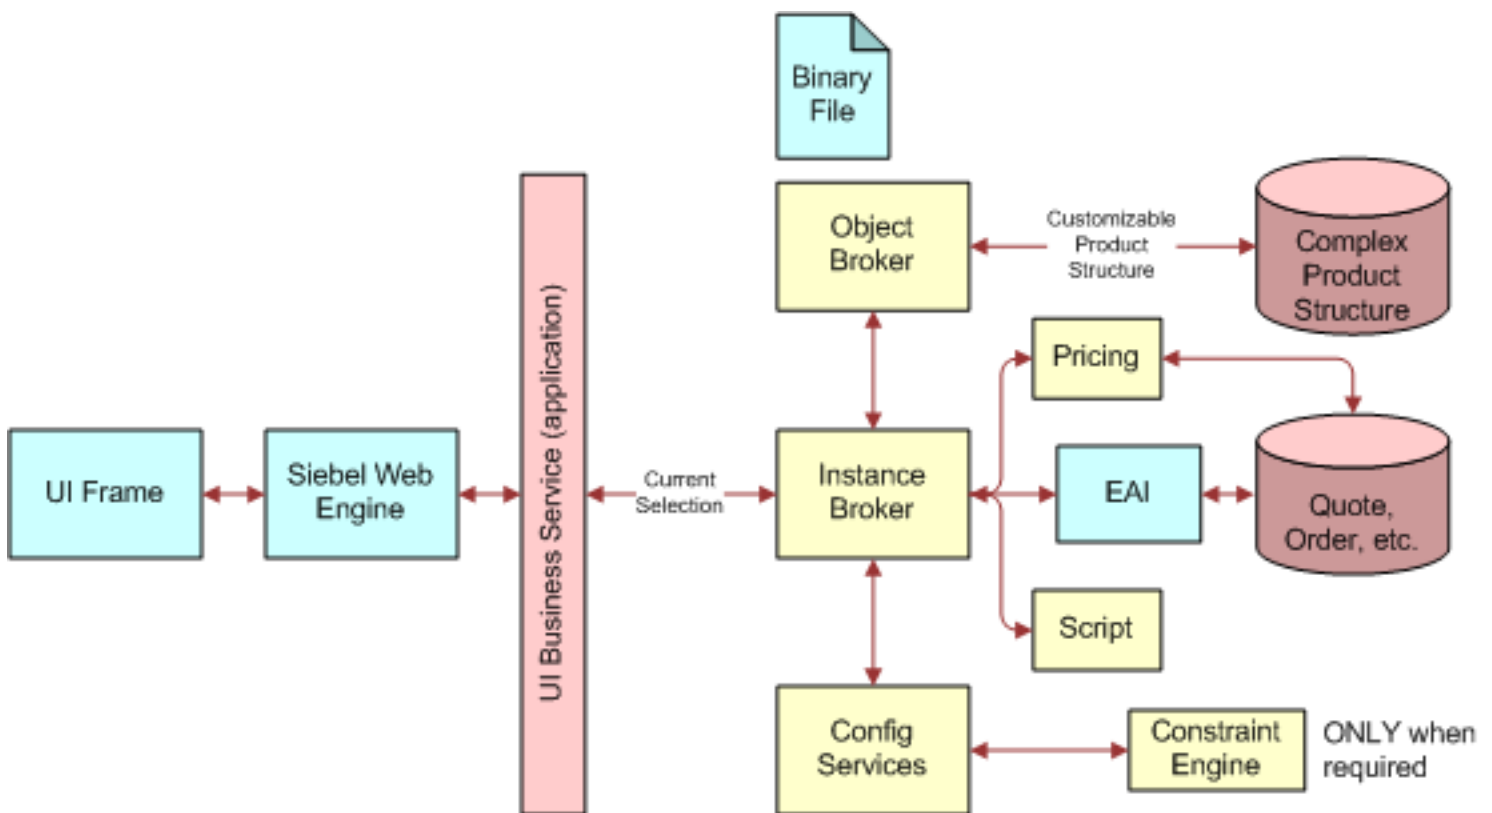 Binary
File
Object
Broker
Customizable
Product
Structure
Complex
Product
Structure
Pricing
UI Frame
Siebel Web
Engine
UI Business Service (application)
Current
Selection
Instance
Broker
EAI
Quote,
Order, etc.
Script
Config
Services
Constraint
Engine
ONLY when
required